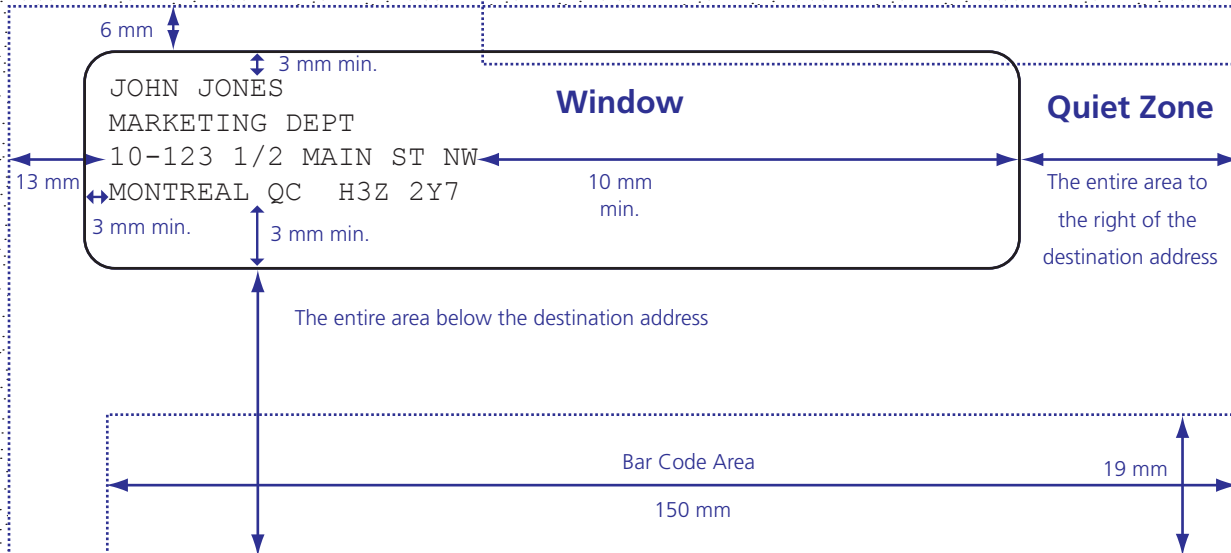 6 mm
3 mm min.
JOHN JONES
MARKETING DEPT
10-123 1/2 MAIN ST NW
MONTREAL QC  H3Z 2Y7
Window
Quiet Zone
13 mm
10 mm
min.
The entire area to
the right of the
destination address
3 mm min.
3 mm min.
The entire area below the destination address
Bar Code Area
19 mm
150 mm